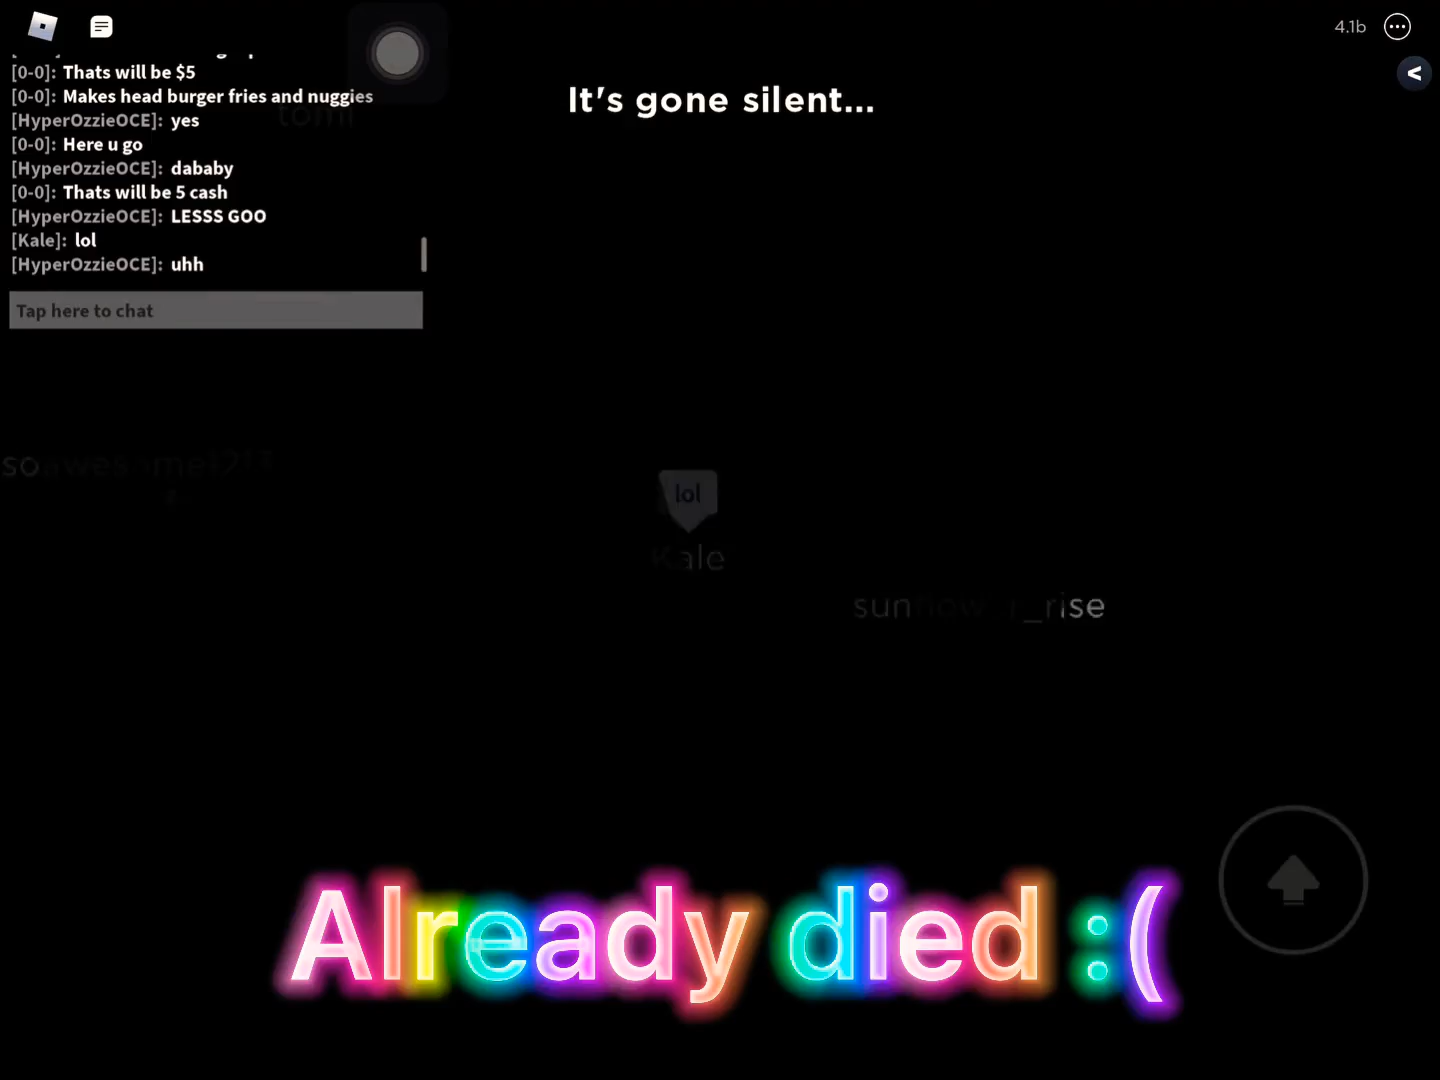 4.1b
[0-0]: Thats will be $5
[0-0]: Makes head burger fries and nuggies
[HyperOzzieOCE]: yes
[0-0]: Here u go
[HyperOzzieOCE]: dababy
[0-0]: Thats will be 5 cash
[HyperOzzieOCE]: LESSS GOO
[Kale]: lol
[HyperOzzieOCE]: uhh
Tap here to chat
It's gone silent...
lol
Kale
Already died :(